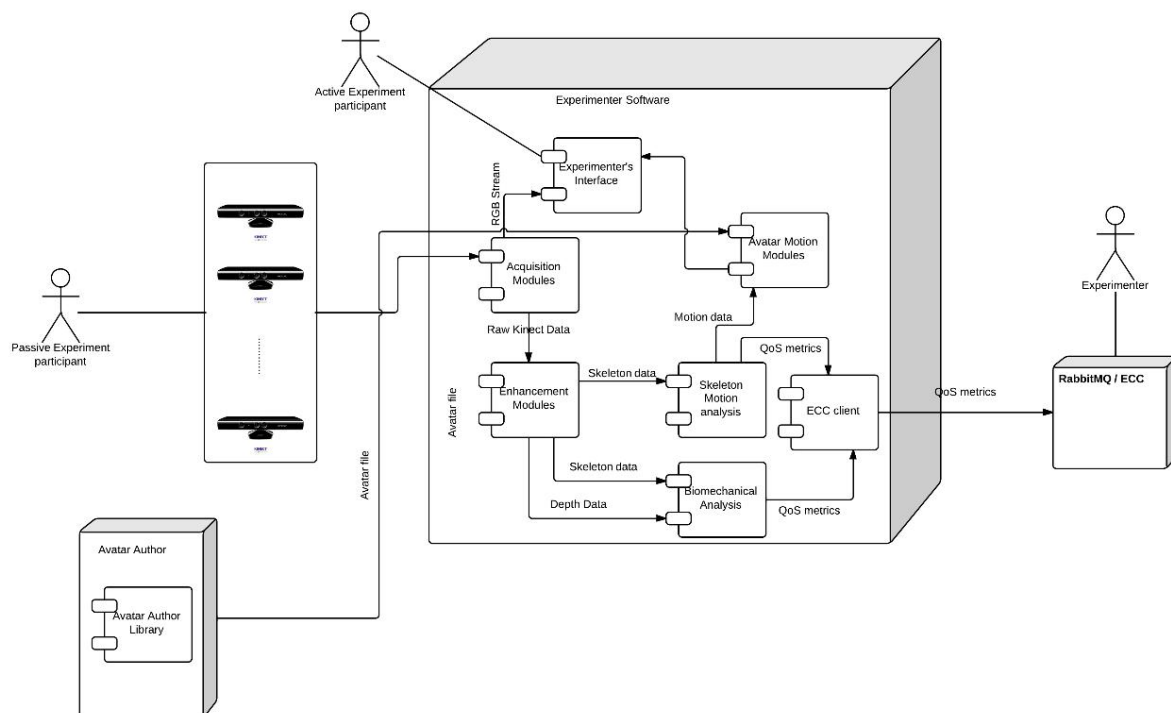 Active Experiment
participant
Experimenter Software
Experimenter's
Interface
RGB Stream
Avatar Motion
Modules
Acquisition
Modules
Experimenter
Passive Experiment
participant
Motion data
Raw Kinect Data
QoS metrics
Skeleton data
Enhancement
Modules
Skeleton
Motion
analysis
ECC client
QoS metrics
RabbitMQ / ECC
Avatar file
Avatar file
Skeleton data
Biomechanical
Analysis
Depth Data
QoS metrics
Avatar Author
Avatar Author
Library